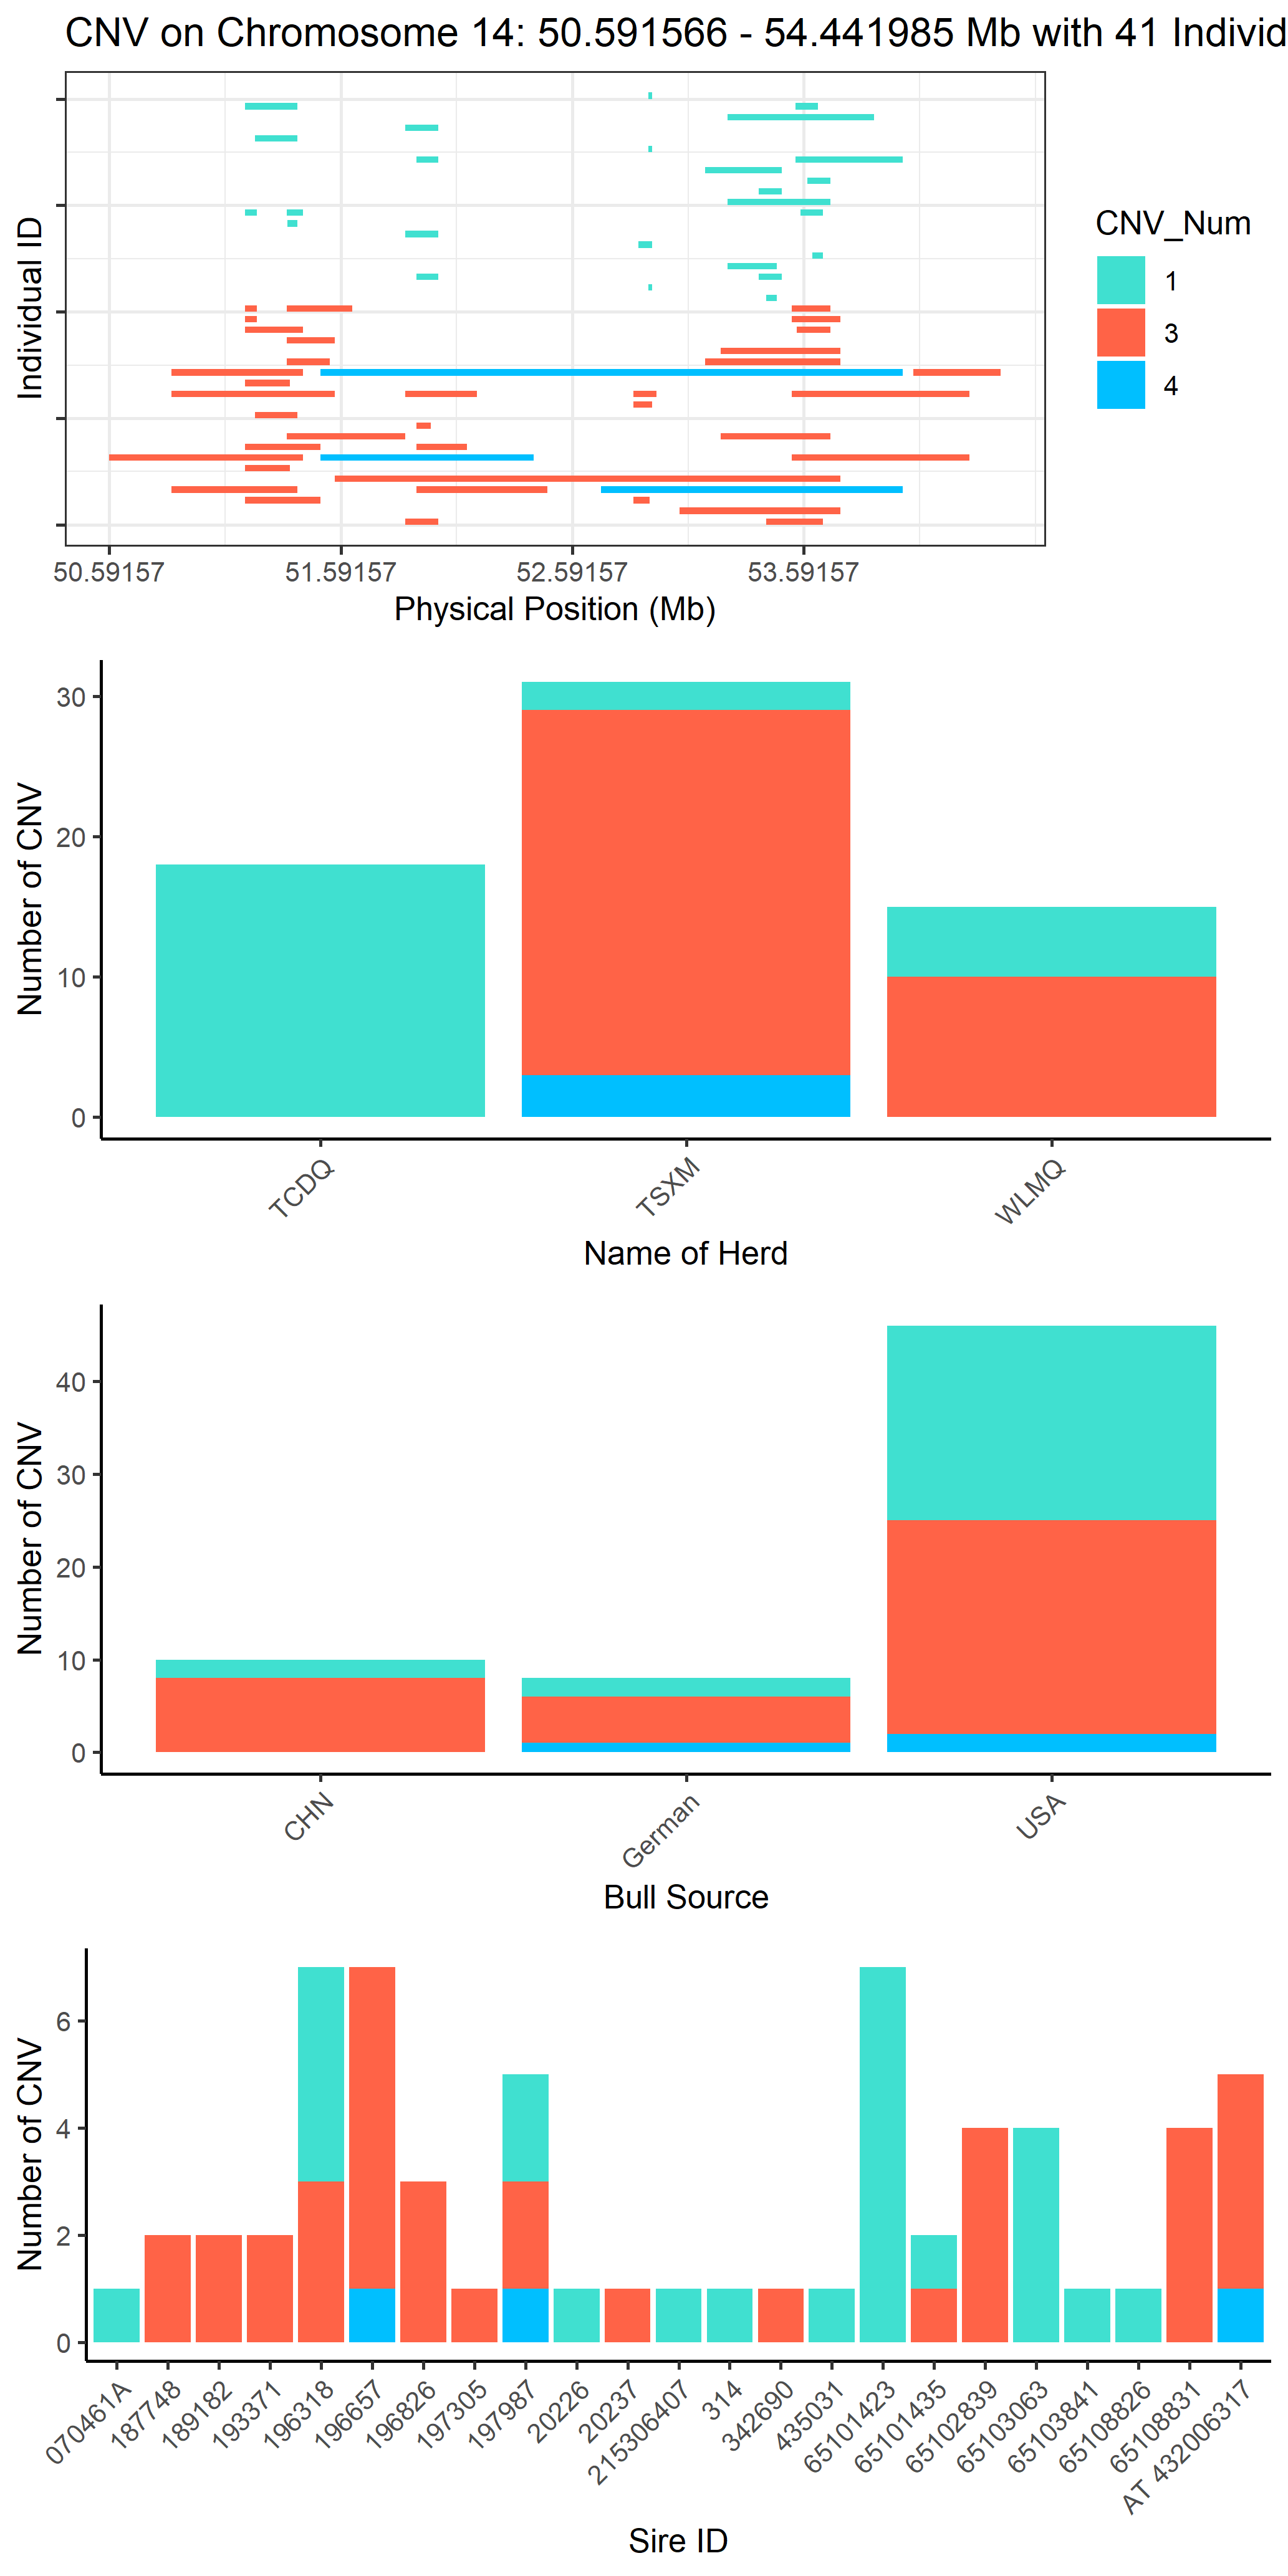 CNV on Chromosome 14: 50.591566 - 54.441985 Mb with 41 Individ
Individual ID
50.59157 51.59157 52.59157 53.59157
Physical Position (Mb)
CNV_Num
1
3
4
Number of CNV
30
20
10
0
TCDQ TSXM WLMQ
Name of Herd
Number of CNV
40
30
20
10
0
CHN German USA
Bull Source
Number of CNV
6
4
2
0
070461A 187748 189182 193371 196318 196657 196826 197305 197987 20226 20237 215306407 314 342690 435031 65101423 65101435 65102839 65103063 65103841 65108826 65108831 AT 432006317
Sire ID